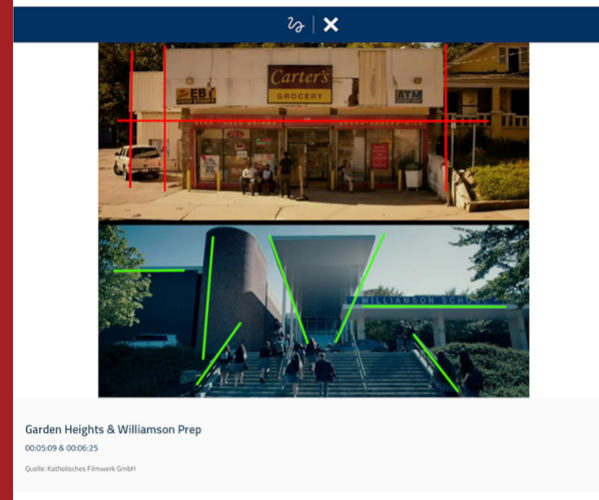 Carter's
GROCERY
EBT
ATM
WILLIAMSON SCHOOL
Garden Heights & Williamson Prep
00:05:09 & 00:06:25
Quelle: Katholisches Filmwerk GmbH